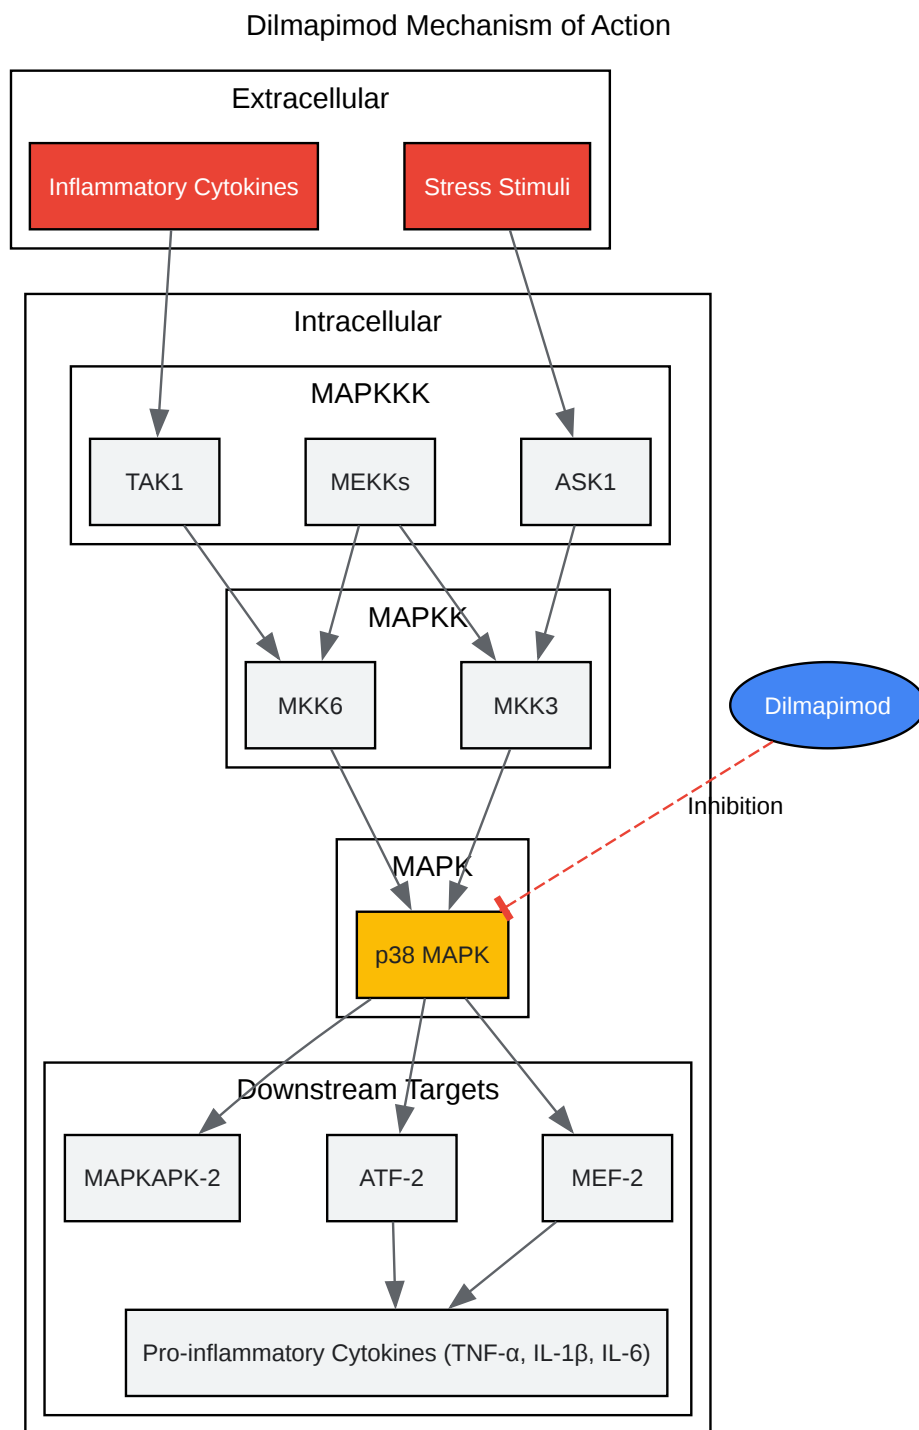 Dilmapimod Mechanism of Action
Extracellular
Inflammatory Cytokines
Stress Stimuli
Intracellular
MAPKKK
TAK1
MEKKs
ASK1
MAPKK
MKK6
MKK3
Dilmapimod
Inhibition
MAPK
p38 MAPK
Downstream Targets
MAPKAPK-2
ATF-2
MEF-2
Pro-inflammatory Cytokines (TNF-α, IL-1β, IL-6)